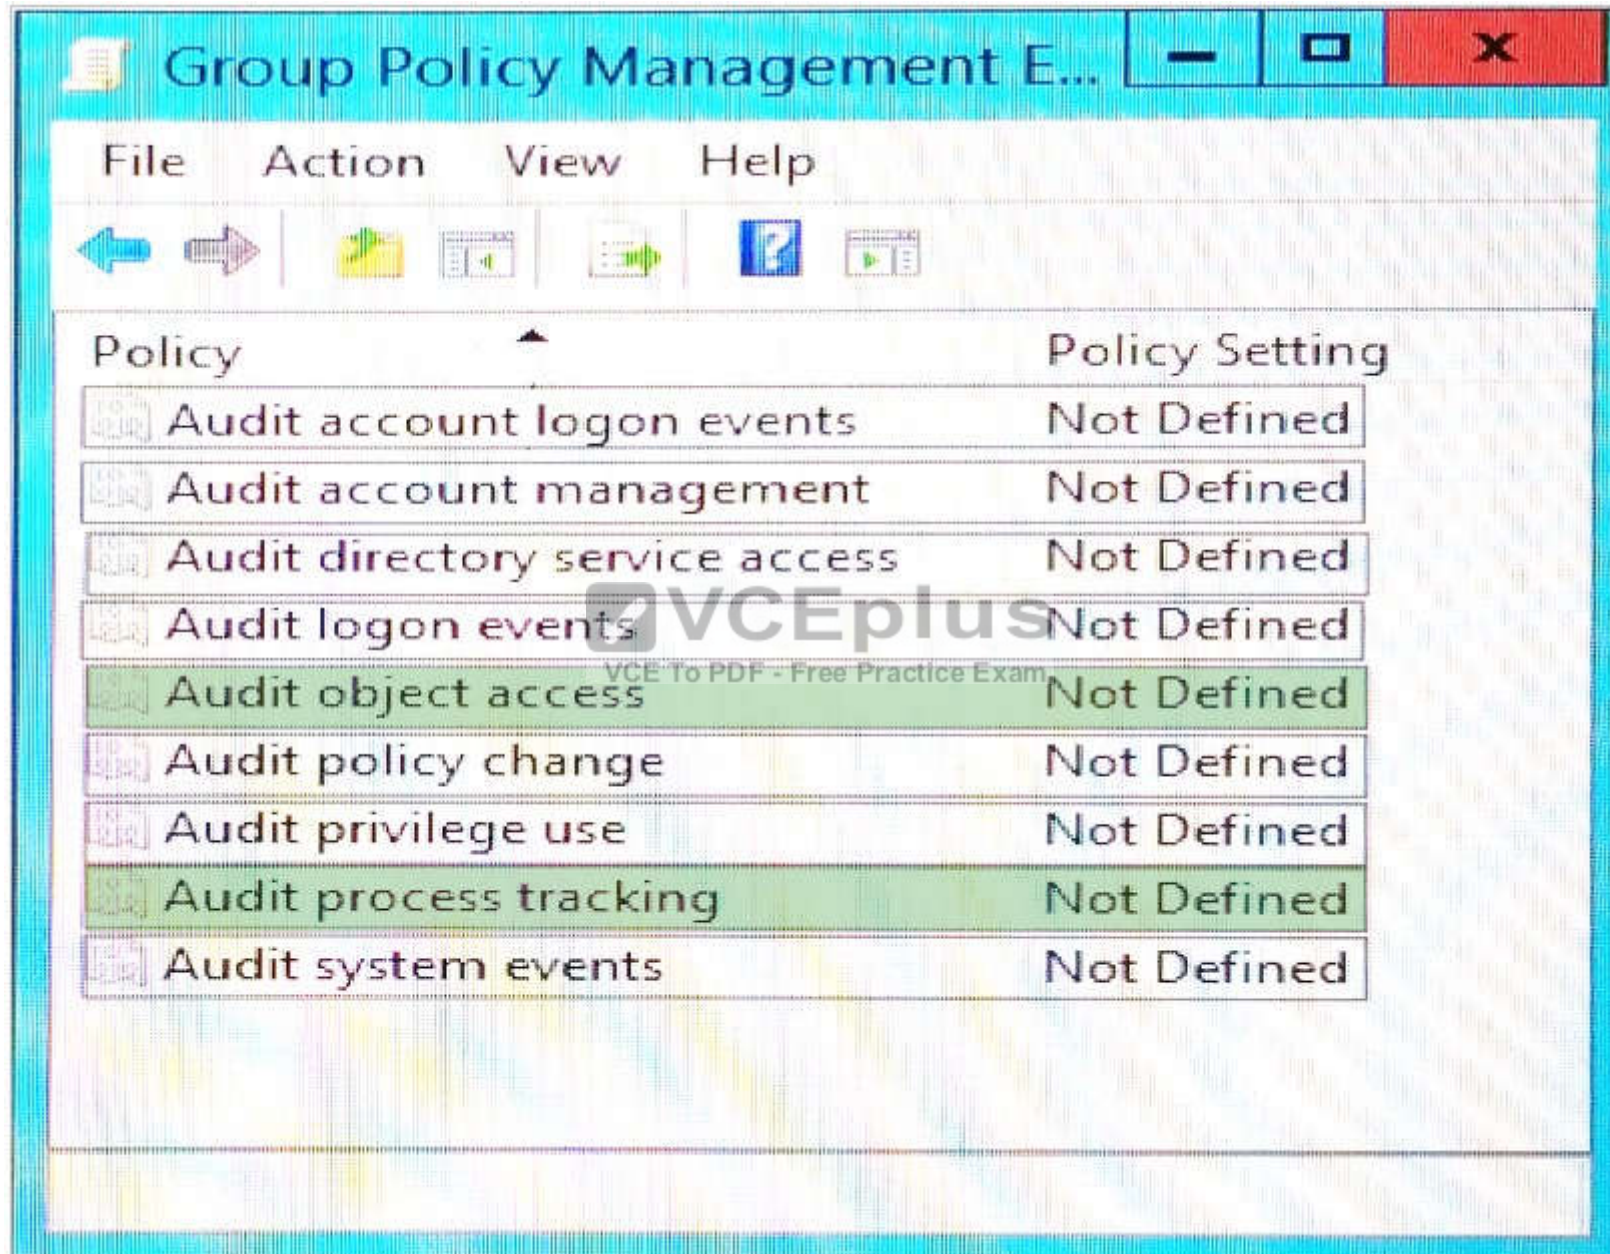 Group Policy Management E...
File Action View Help
Policy Policy Setting
Audit account logon events Not Defined
Audit account management Not Defined
Audit directory service access Not Defined
Audit logon events Not Defined
VCEplus
VCE To PDF - Free Practice Exam
Audit object access Not Defined
Audit policy change Not Defined
Audit privilege use Not Defined
Audit process tracking Not Defined
Audit system events Not Defined